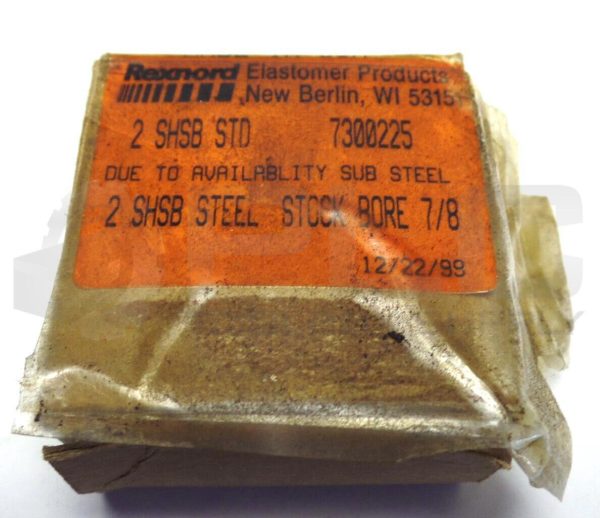 Rexnord Elastomer Products
New Berlin, WI 5315
2 SHSB STD 7300225
DUE TO AVAILABLITY SUB STEEL
2 SHSB STEEL STCCK BORE 7/8
12/22/99